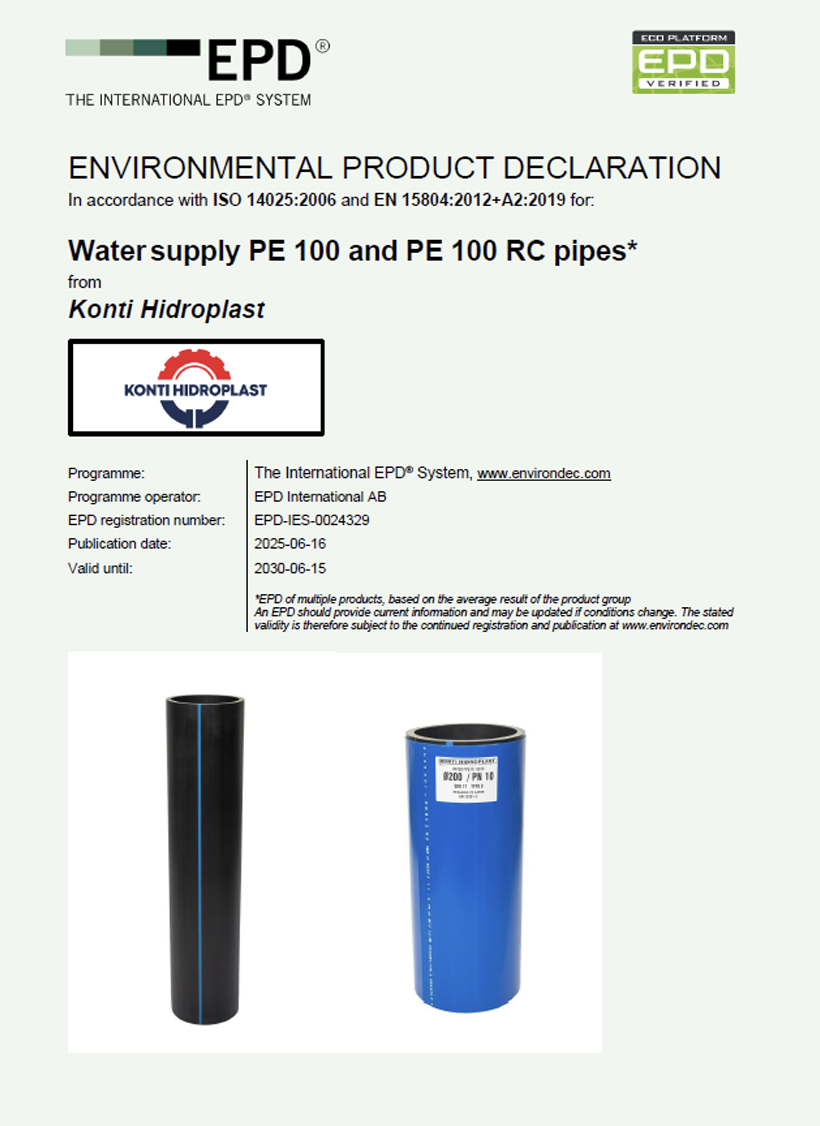 EPD®
THE INTERNATIONAL EPD® SYSTEM
ECO PLATFORM
EPD
VERIFIED
ENVIRONMENTAL PRODUCT DECLARATION
In accordance with ISO 14025:2006 and EN 15804:2012+A2:2019 for:
Water supply PE 100 and PE 100 RC pipes*
from
Konti Hidroplast
KONTI HIDROPLAST
Programme: The International EPD® System, www.environdec.com
Programme operator: EPD International AB
EPD registration number: EPD-IES-0024329
Publication date: 2025-06-16
Valid until: 2030-06-15
*EPD of multiple products, based on the average result of the product group
An EPD should provide current information and may be updated if conditions change. The stated
validity is therefore subject to the continued registration and publication at www.environdec.com
KONTI HIDROPLAST
Ø200 / PN 10